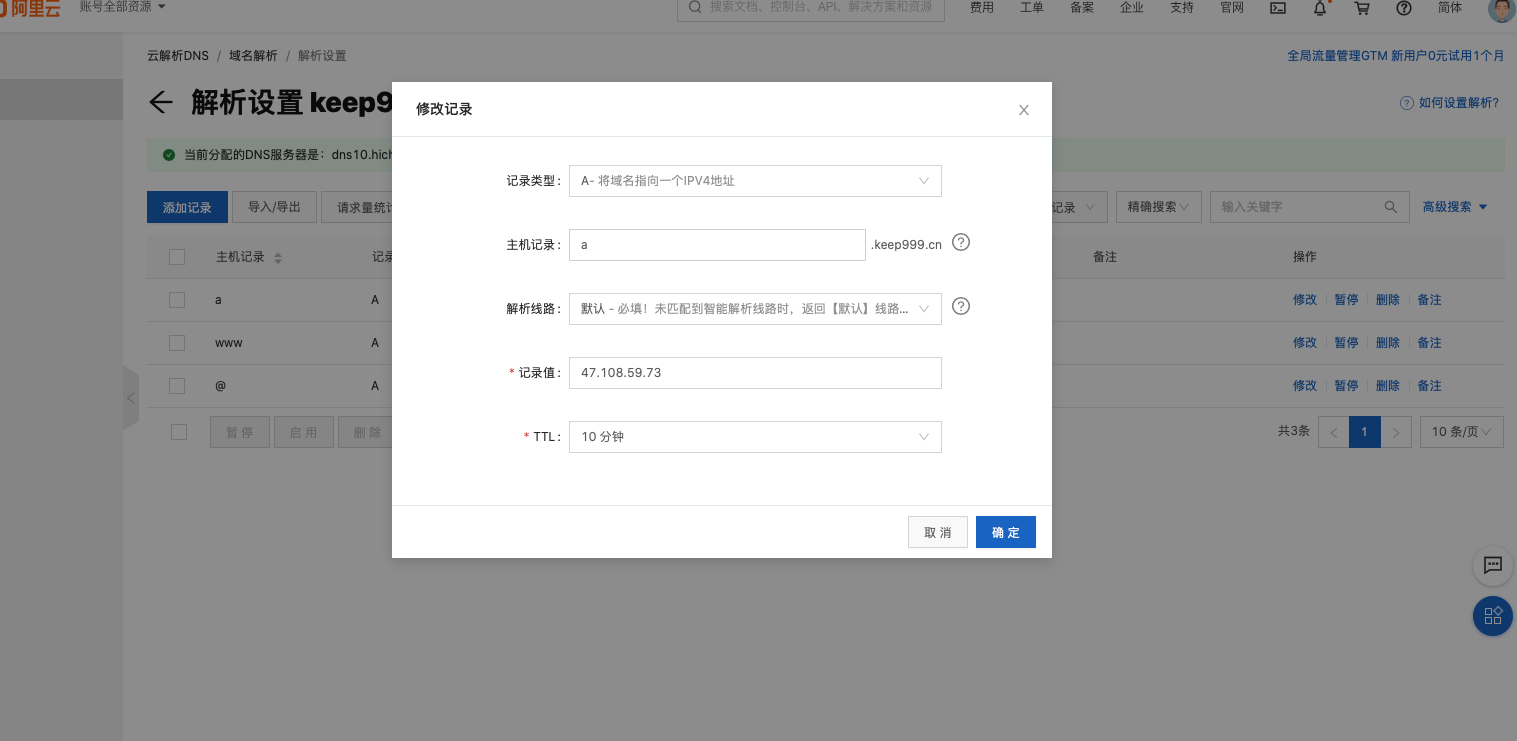 阿里云 账号全部资源 搜索文档、控制台、API、解决方案和资源 费用 工单 备案 企业 支持 官网 简体
云解析DNS / 域名解析 / 解析设置 全局流量管理GTM 新用户0元试用1个月
解析设置 keep9 如何设置解析?
当前分配的DNS服务器是: dns10.hich
添加记录 导入/导出 请求量统计 记录 精确搜索 输入关键字 高级搜索
主机记录 记录 备注 操作
a A 修改 暂停 删除 备注
www A 修改 暂停 删除 备注
@ A 修改 暂停 删除 备注
暂 停 启 用 删 除 共3条 < 1 > 10 条/页
修改记录
记录类型: A- 将域名指向一个IPV4地址
主机记录: a .keep999.cn
解析线路: 默认 - 必填！未匹配到智能解析线路时，返回【默认】线路...
* 记录值: 47.108.59.73
* TTL: 10 分钟
取 消 确 定